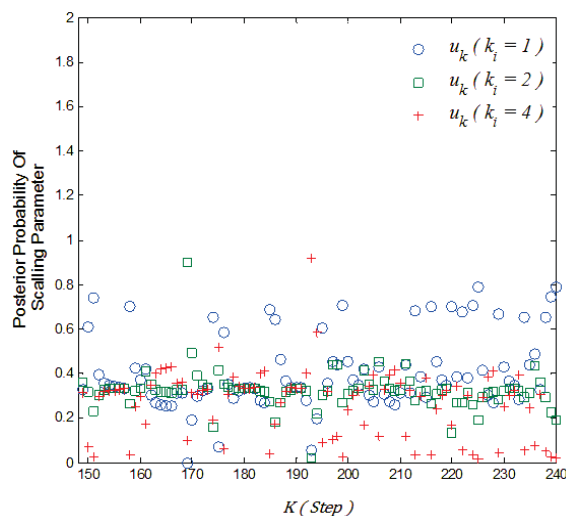 2
1.8
1.6
1.4
1.2
1
0.8
0.6
0.4
0.2
0
Posterior Probability Of
Scalling Parameter
u_k ( k_i = 1 )
u_k ( k_i = 2 )
u_k ( k_i = 4 )
150 160 170 180 190 200 210 220 230 240
K ( Step )